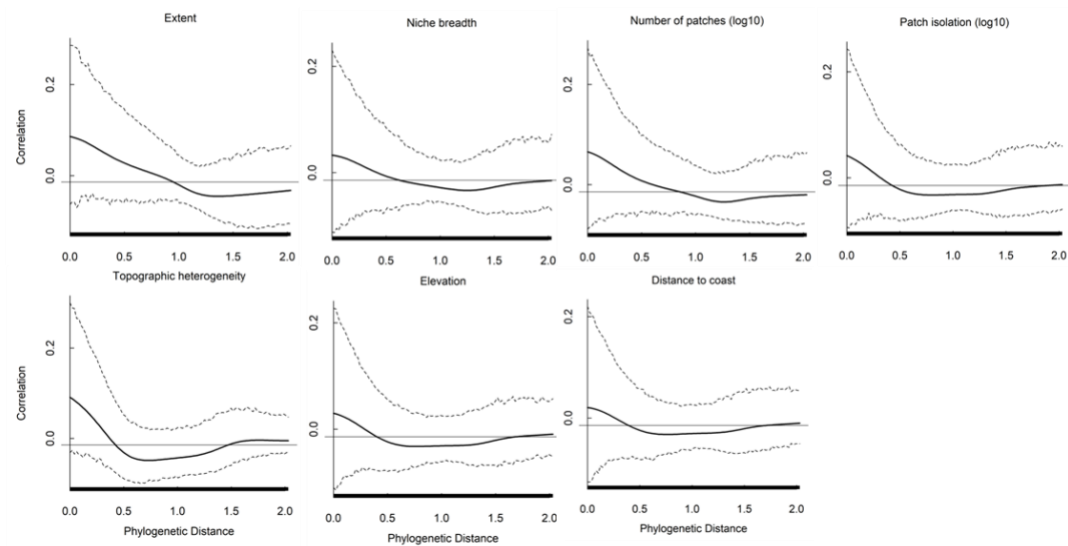 Extent
Niche breadth
Number of patches (log10)
Patch isolation (log10)
Correlation
0.2
0.0
0.2
0.0
0.2
0.0
0.2
0.0
0.0 0.5 1.0 1.5 2.0
0.0 0.5 1.0 1.5 2.0
0.0 0.5 1.0 1.5 2.0
0.0 0.5 1.0 1.5 2.0
Topographic heterogeneity
Elevation
Distance to coast
Correlation
0.2
0.0
0.2
0.0
0.2
0.0
0.0 0.5 1.0 1.5 2.0
0.0 0.5 1.0 1.5 2.0
0.0 0.5 1.0 1.5 2.0
Phylogenetic Distance
Phylogenetic Distance
Phylogenetic Distance